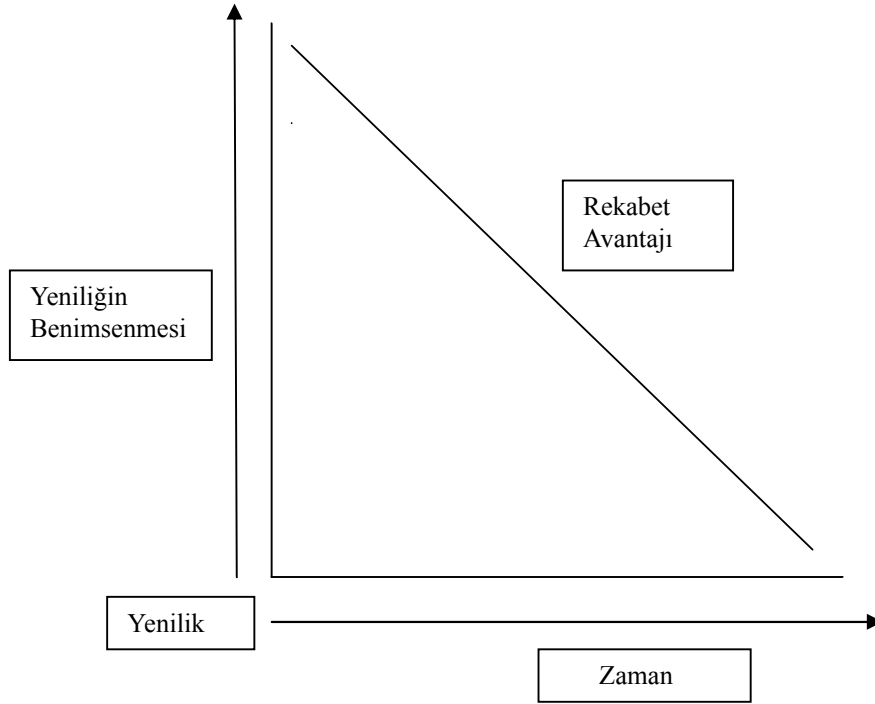 Rekabet
Avantajı
Yeniliğin
Benimsenmesi
Yenilik
Zaman